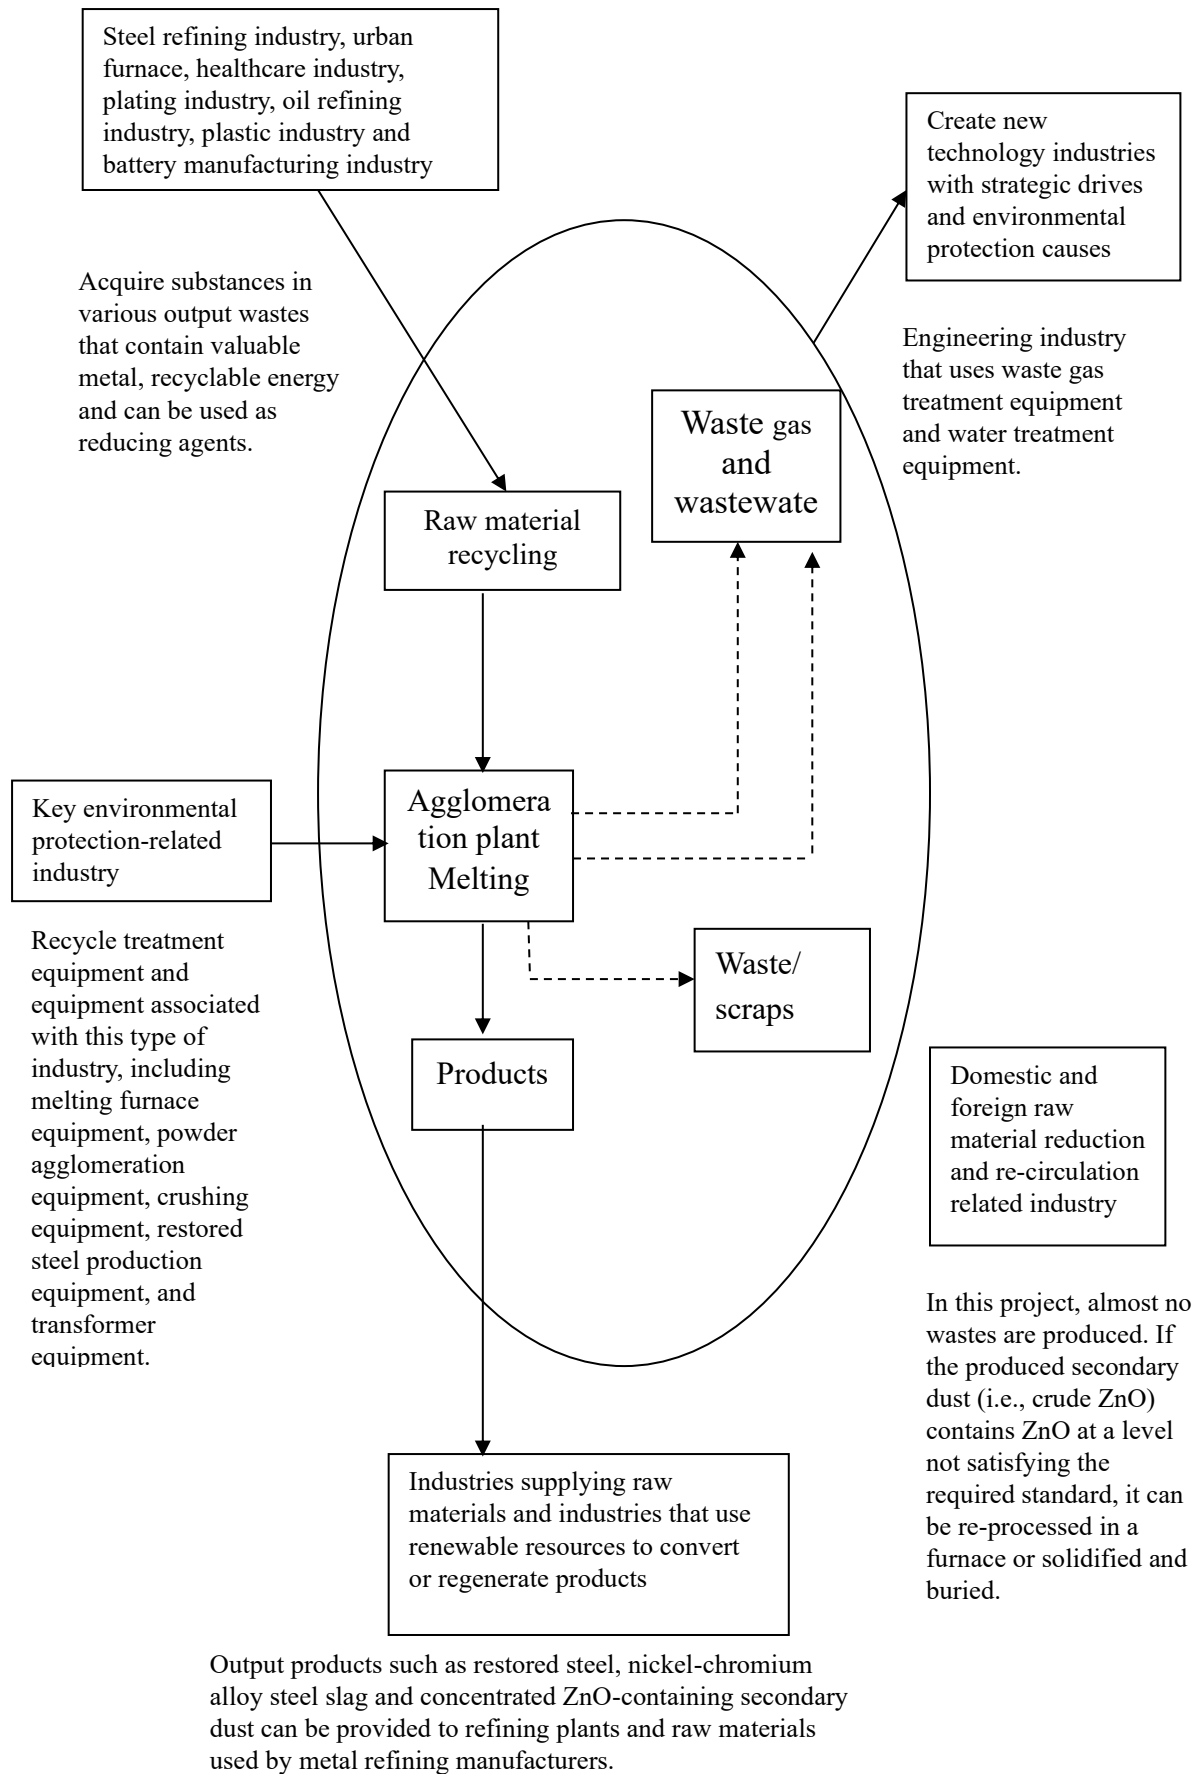 Steel refining industry, urban
furnace, healthcare industry,
plating industry, oil refining
industry, plastic industry and
battery manufacturing industry
Create new
technology industries
with strategic drives
and environmental
protection causes
Acquire substances in
various output wastes
that contain valuable
metal, recyclable energy
and can be used as
reducing agents.
Engineering industry
that uses waste gas
treatment equipment
and water treatment
equipment.
Waste gas
and
wastewate
Raw material
recycling
Agglomera
tion plant
Melting
Key environmental
protection-related
industry
Recycle treatment
equipment and
equipment associated
with this type of
industry, including
melting furnace
equipment, powder
agglomeration
equipment, crushing
equipment, restored
steel production
equipment, and
transformer
equipment.
Waste/
scraps
Products
Domestic and
foreign raw
material reduction
and re-circulation
related industry
In this project, almost no
wastes are produced. If
the produced secondary
dust (i.e., crude ZnO)
contains ZnO at a level
not satisfying the
required standard, it can
be re-processed in a
furnace or solidified and
buried.
Industries supplying raw
materials and industries that use
renewable resources to convert
or regenerate products
Output products such as restored steel, nickel-chromium
alloy steel slag and concentrated ZnO-containing secondary
dust can be provided to refining plants and raw materials
used by metal refining manufacturers.